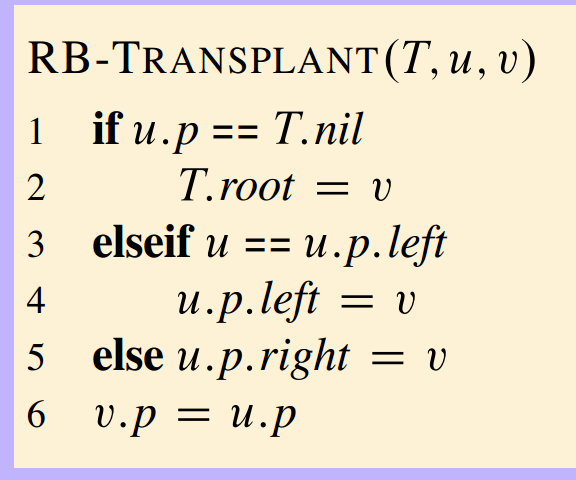 RB-TRANSPLANT(T, u, v)
1 if u.p == T.nil
2 T.root = v
3 elseif u == u.p.left
4 u.p.left = v
5 else u.p.right = v
6 v.p = u.p